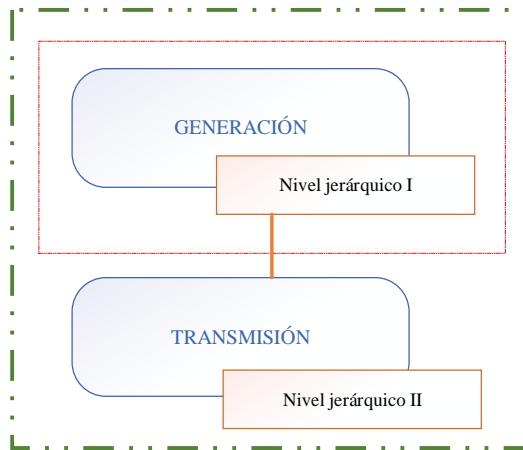 GENERACIÓN
Nivel jerárquico I
TRANSMISIÓN
Nivel jerárquico II